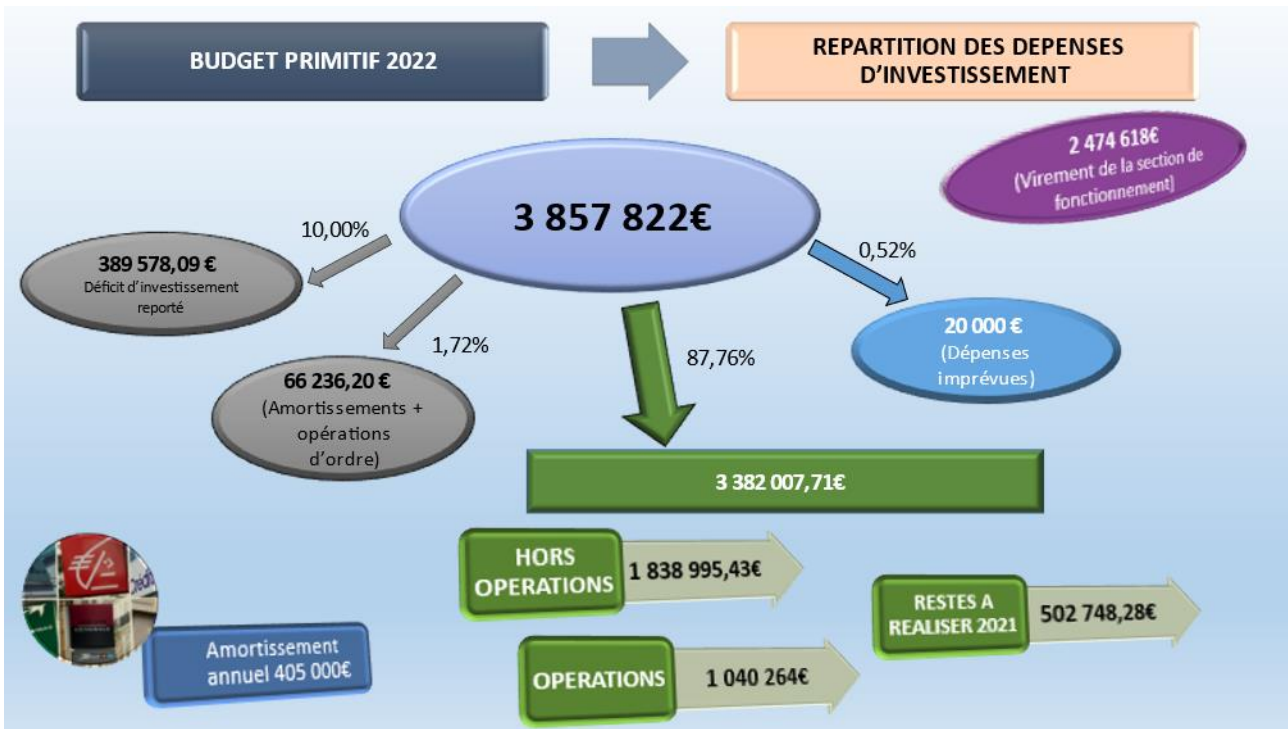 BUDGET PRIMITIF 2022
REPARTITION DES DEPENSES
D'INVESTISSEMENT
2 474 618€
(Virement de la section de
fonctionnement)
3 857 822€
10,00%
389 578,09 €
Déficit d'investissement
reporté
0,52%
20 000 €
(Dépenses
imprévues)
1,72%
66 236,20 €
(Amortissements +
opérations
d'ordre)
87,76%
3 382 007,71€
HORS
OPERATIONS
1 838 995,43€
RESTES A
REALISER 2021
502 748,28€
OPERATIONS
1 040 264€
Amortissement
annuel 405 000€